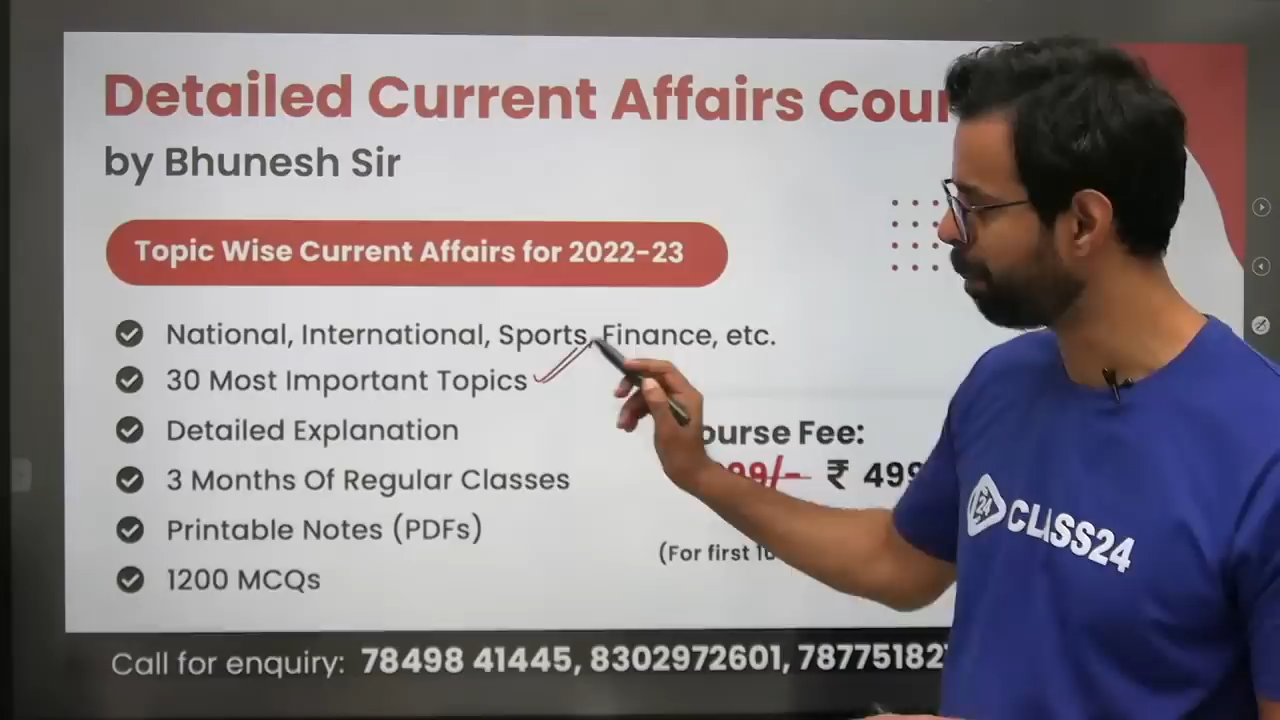 Detailed Current Affairs
by Bhunesh Sir
Topic Wise Current Affairs for 2022-23
National, International, Sports, Finance, etc.
30 Most Important Topics
Detailed Explanation
3 Months Of Regular Classes
Printable Notes (PDFs)
1200 MCQs
Fee:
₹ 499
(For first
Call for enquiry: 78498 41445, 8302972601,
24 CLASS24